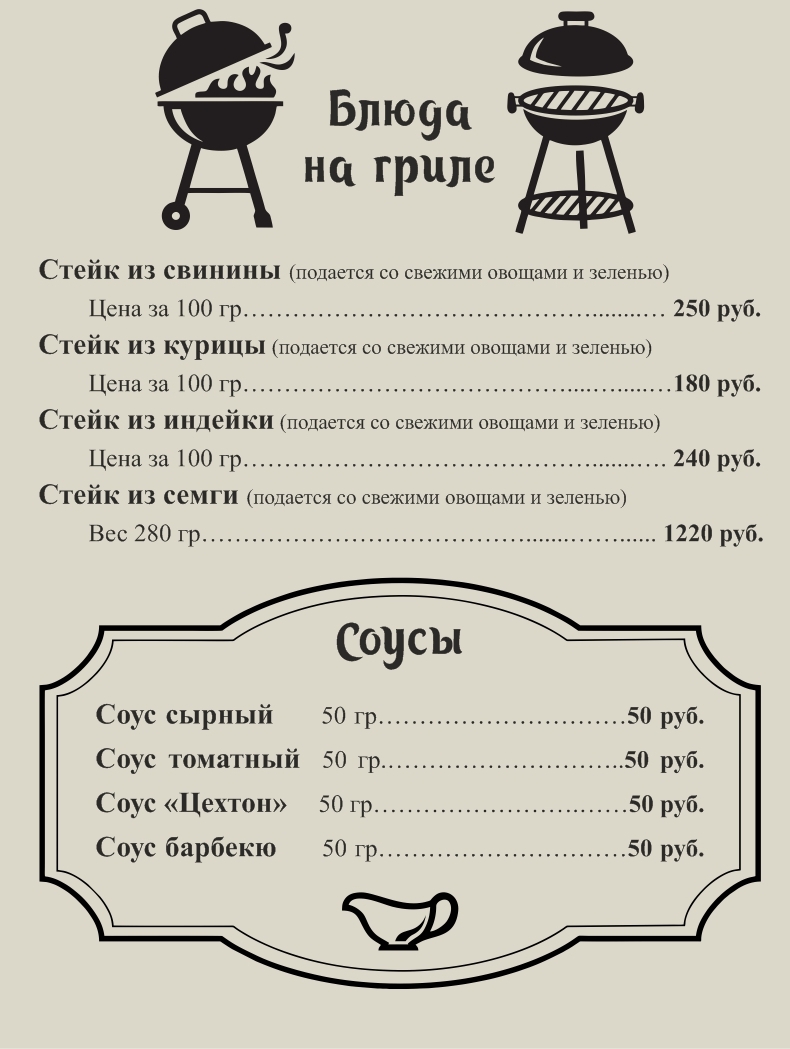 Блюда
на гриле
Стейк из свинины (подается со свежими овощами и зеленью)
Цена за 100 гр…………………………………….......…. 250 руб.
Стейк из курицы (подается со свежими овощами и зеленью)
Цена за 100 гр…………………………………....…....…180 руб.
Стейк из индейки (подается со свежими овощами и зеленью)
Цена за 100 гр…………………………………….......…. 240 руб.
Стейк из семги (подается со свежими овощами и зеленью)
Вес 280 гр………………………………….......……...... 1220 руб.
Соусы
Соус сырный 50 гр…………………………50 руб.
Соус томатный 50 гр.………………………..50 руб.
Соус «Цехтон» 50 гр…………………….……50 руб.
Соус барбекю 50 гр…………………………50 руб.